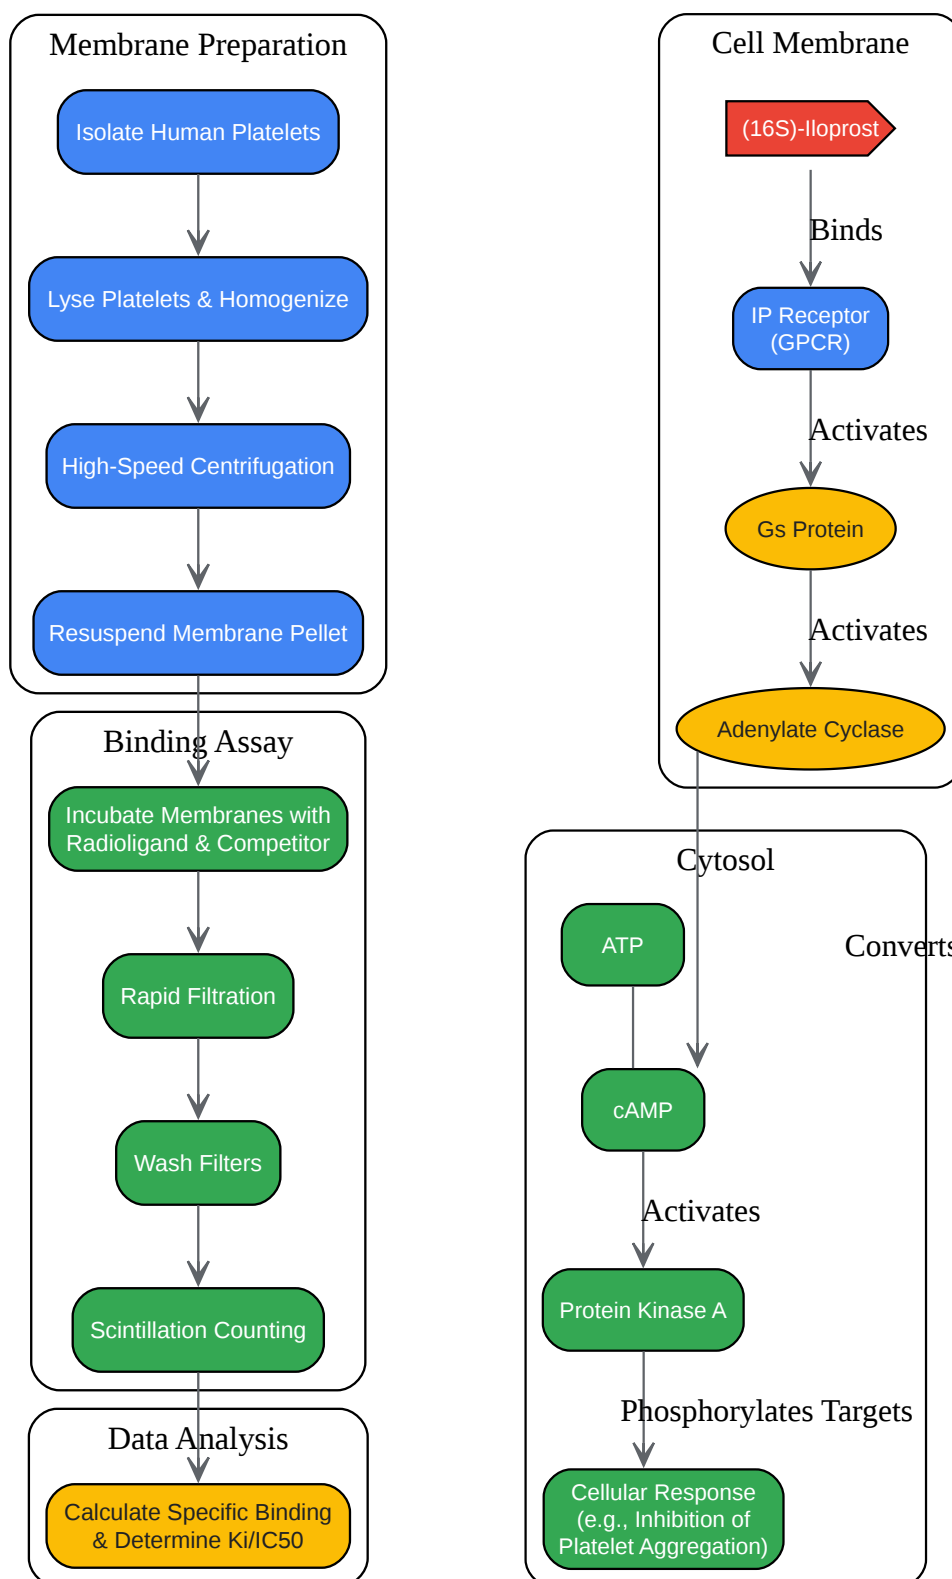 Membrane Preparation
Isolate Human Platelets
Lyse Platelets & Homogenize
High-Speed Centrifugation
Resuspend Membrane Pellet
Binding Assay
Incubate Membranes with
Radioligand & Competitor
Rapid Filtration
Wash Filters
Scintillation Counting
Data Analysis
Calculate Specific Binding
& Determine Ki/IC50
Cell Membrane
(16S)-Iloprost
Binds
IP Receptor
(GPCR)
Activates
Gs Protein
Activates
Adenylate Cyclase
Cytosol
ATP
Converts
cAMP
Activates
Protein Kinase A
Phosphorylates Targets
Cellular Response
(e.g., Inhibition of
Platelet Aggregation)